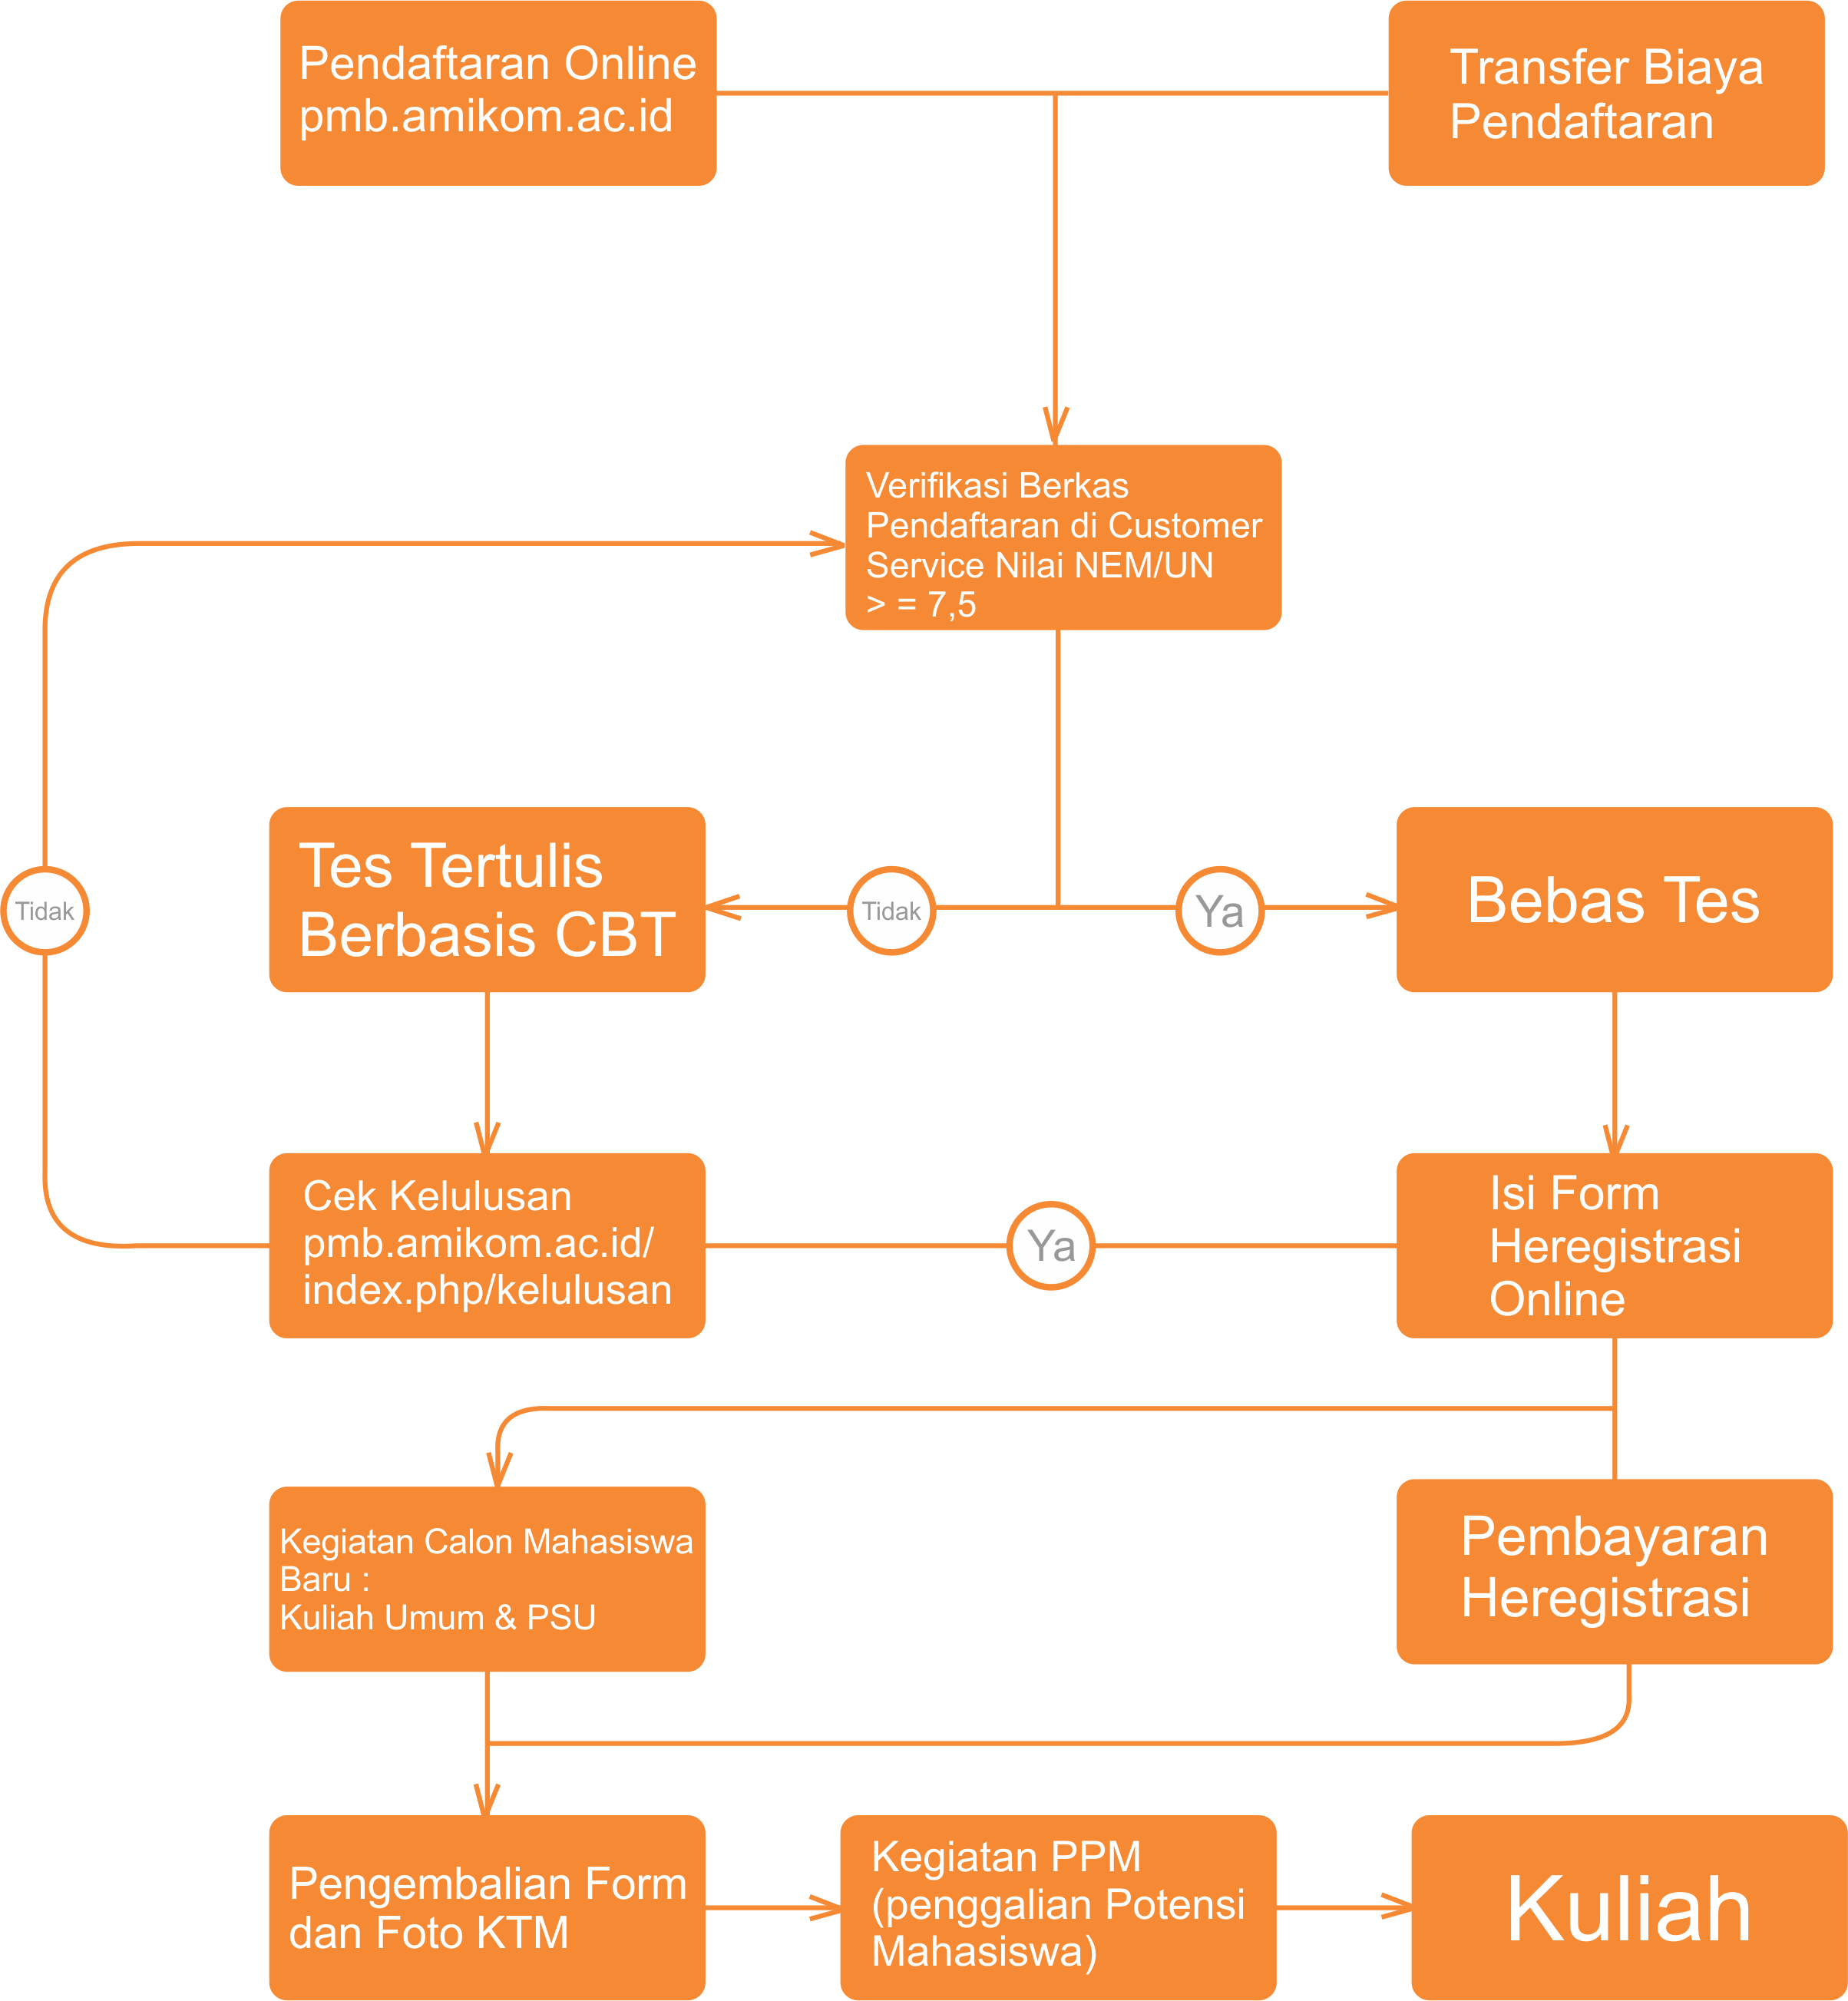 Pendaftaran Online
pmb.amikom.ac.id
Transfer Biaya
Pendaftaran
Verifikasi Berkas
Pendaftaran di Customer
Service Nilai NEM/UN
> = 7,5
Tidak
Tes Tertulis
Berbasis CBT
Tidak
Ya
Bebas Tes
Cek Kelulusan
pmb.amikom.ac.id/
index.php/kelulusan
Ya
Isi Form
Heregistrasi
Online
Kegiatan Calon Mahasiswa
Baru :
Kuliah Umum & PSU
Pembayaran
Heregistrasi
Pengembalian Form
dan Foto KTM
Kegiatan PPM
(penggalian Potensi
Mahasiswa)
Kuliah